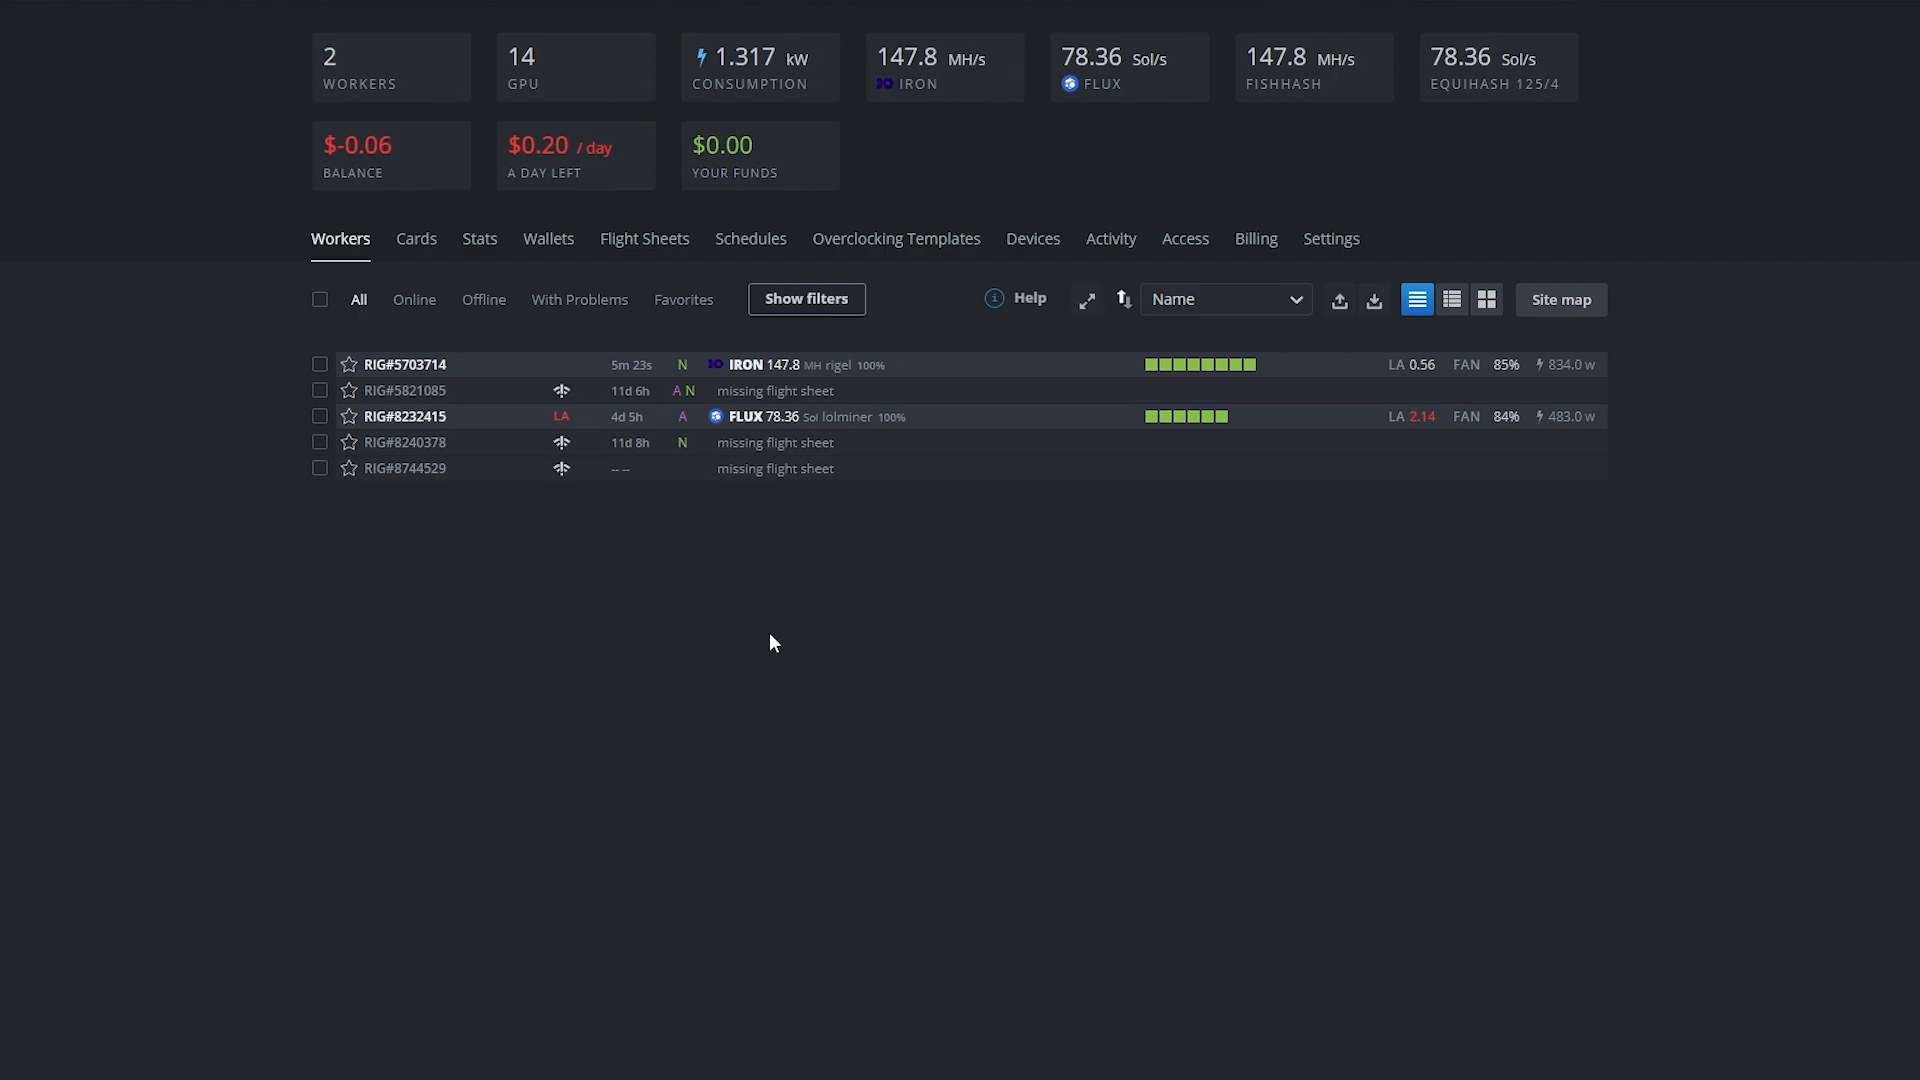 2 14 1.317 kW 147.8 MH/s 78.36 Sol/s 147.8 MH/s 78.36 Sol/s
WORKERS GPU CONSUMPTION IRON FLUX FISHHASH EQUIHASH 125/4
$-0.06 $0.20 / day $0.00
BALANCE A DAY LEFT YOUR FUNDS
Workers Cards Stats Wallets Flight Sheets Schedules Overclocking Templates Devices Activity Access Billing Settings
All Online Offline With Problems Favorites Show filters Help Name Site map
RIG#5703714 5m 23s N IRON 147.8 MH rigel 100% LA 0.56 FAN 85% 834.0 w
RIG#5821085 11d 6h A N missing flight sheet
RIG#8232415 LA 4d 5h A FLUX 78.36 Sol lolminer 100% LA 2.14 FAN 84% 483.0 w
RIG#8240378 11d 8h N missing flight sheet
RIG#8744529 -- -- missing flight sheet